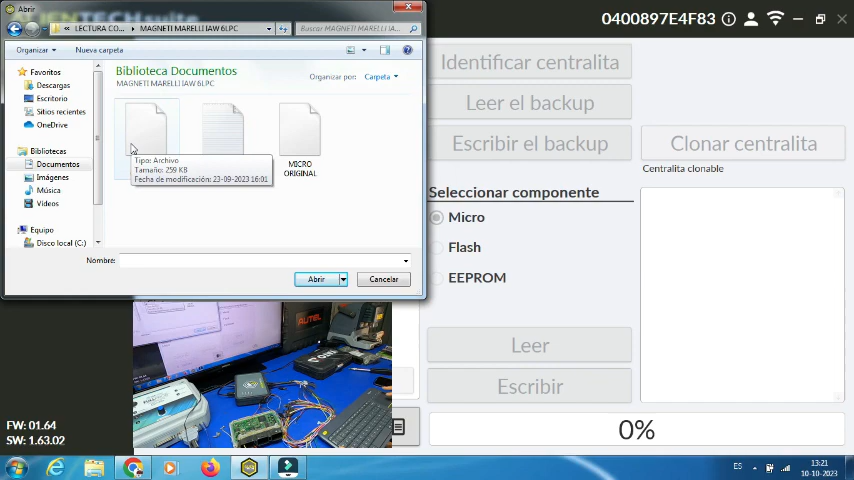 Abrir
ALIENTECH suite
0400897E4F83
« LECTURA CO... ▸ MAGNETI MARELLI IAW 6LPC
Buscar MAGNETI MARELLI IA...
Organizar
Nueva carpeta
Favoritos
Descargas
Escritorio
Sitios recientes
OneDrive
Bibliotecas
Documentos
Imágenes
Música
Vídeos
Equipo
Disco local (C:)
Biblioteca Documentos
MAGNETI MARELLI IAW 6LPC
Organizar por: Carpeta
MICRO
ORIGINAL
Tipo: Archivo
Tamaño: 259 KB
Fecha de modificación: 23-09-2023 16:01
Nombre:
Abrir
Cancelar
Identificar centralita
Leer el backup
Escribir el backup
Clonar centralita
Centralita clonable
Seleccionar componente
Micro
Flash
EEPROM
Leer
Escribir
0%
AUTEL
FW: 01.64
SW: 1.63.02
ES
13:21
10-10-2023